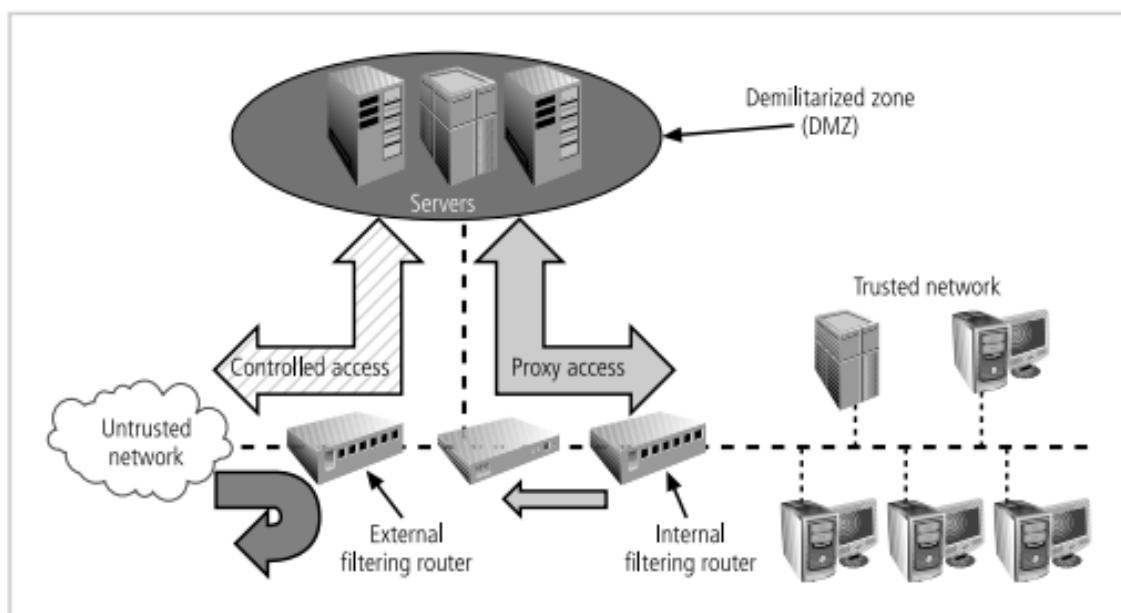 Demilitarized zone
(DMZ)
Servers
Trusted network
Controlled access
Proxy access
Untrusted
network
External
filtering router
Internal
filtering router